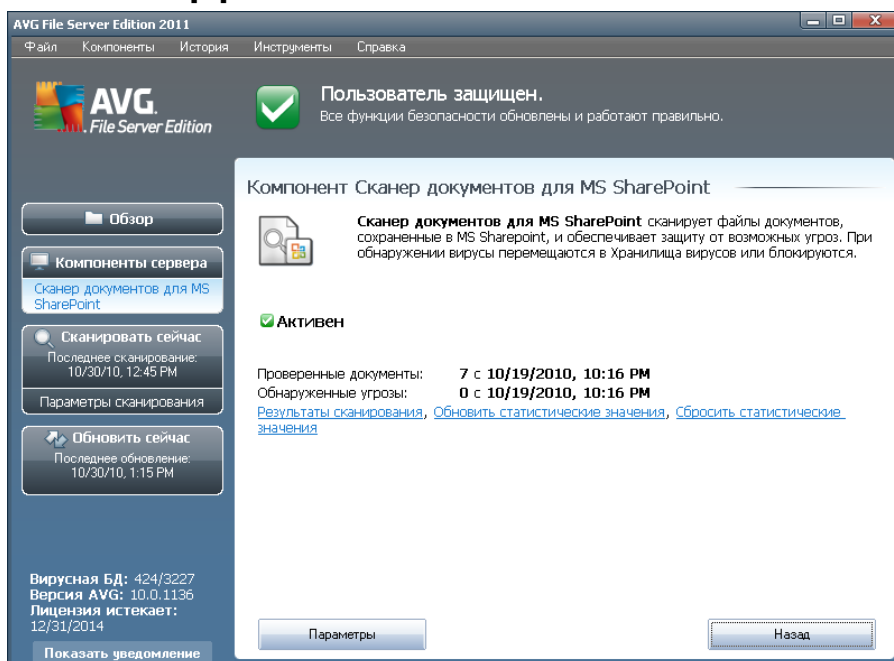 AVG File Server Edition 2011
Файл Компоненты История Инструменты Справка
AVG.
File Server Edition
Пользователь защищен.
Все функции безопасности обновлены и работают правильно.
Обзор
Компоненты сервера
Сканер документов для MS
SharePoint
Сканировать сейчас
Последнее сканирование:
10/30/10, 12:45 PM
Параметры сканирования
Обновить сейчас
Последнее обновление:
10/30/10, 1:15 PM
Вирусная БД: 424/3227
Версия AVG: 10.0.1136
Лицензия истекает:
12/31/2014
Показать уведомление
Компонент Сканер документов для MS SharePoint
Сканер документов для MS SharePoint сканирует файлы документов,
сохраненные в MS Sharepoint, и обеспечивает защиту от возможных угроз. При
обнаружении вирусы перемещаются в Хранилища вирусов или блокируются.
Активен
Проверенные документы: 7 с 10/19/2010, 10:16 PM
Обнаруженные угрозы: 0 с 10/19/2010, 10:16 PM
Результаты сканирования, Обновить статистические значения, Сбросить статистические
значения
Параметры
Назад